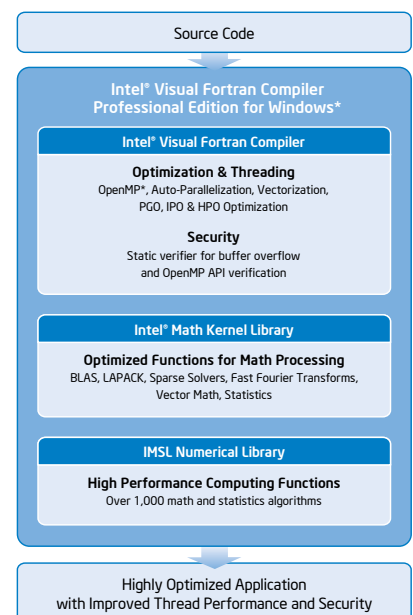 Source Code
Intel® Visual Fortran Compiler
Professional Edition for Windows*
Intel® Visual Fortran Compiler
Optimization & Threading
OpenMP*, Auto-Parallelization, Vectorization,
PGO, IPO & HPO Optimization
Security
Static verifier for buffer overflow
and OpenMP API verification
Intel® Math Kernel Library
Optimized Functions for Math Processing
BLAS, LAPACK, Sparse Solvers, Fast Fourier Transforms,
Vector Math, Statistics
IMSL Numerical Library
High Performance Computing Functions
Over 1,000 math and statistics algorithms
Highly Optimized Application
with Improved Thread Performance and Security